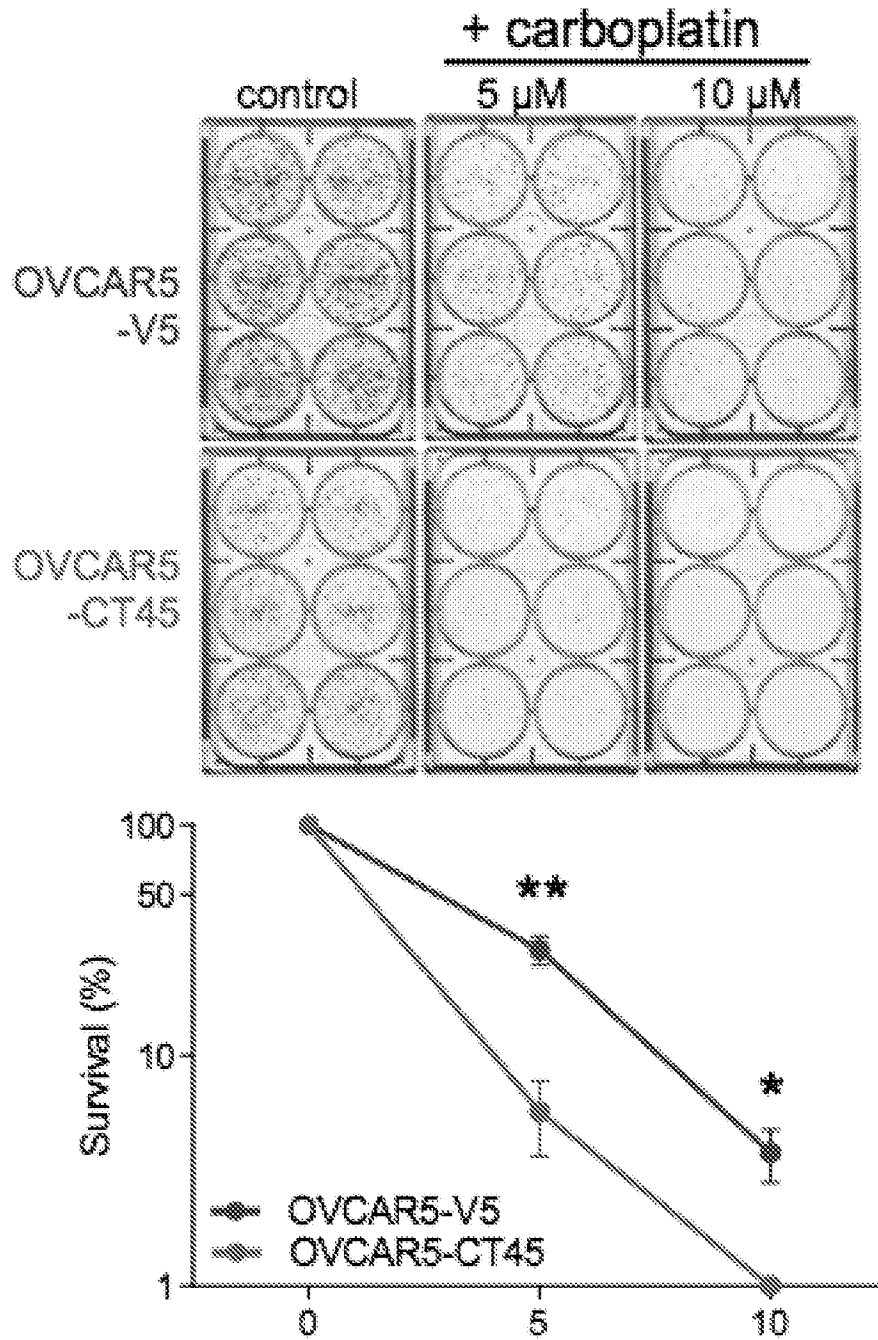 + carboplatin
control 5 µM 10 µM
OVCAR5
-V5
OVCAR5
-CT45
100
50
**
10
*
Survival (%)
OVCAR5-V5
OVCAR5-CT45
1
0 5 10